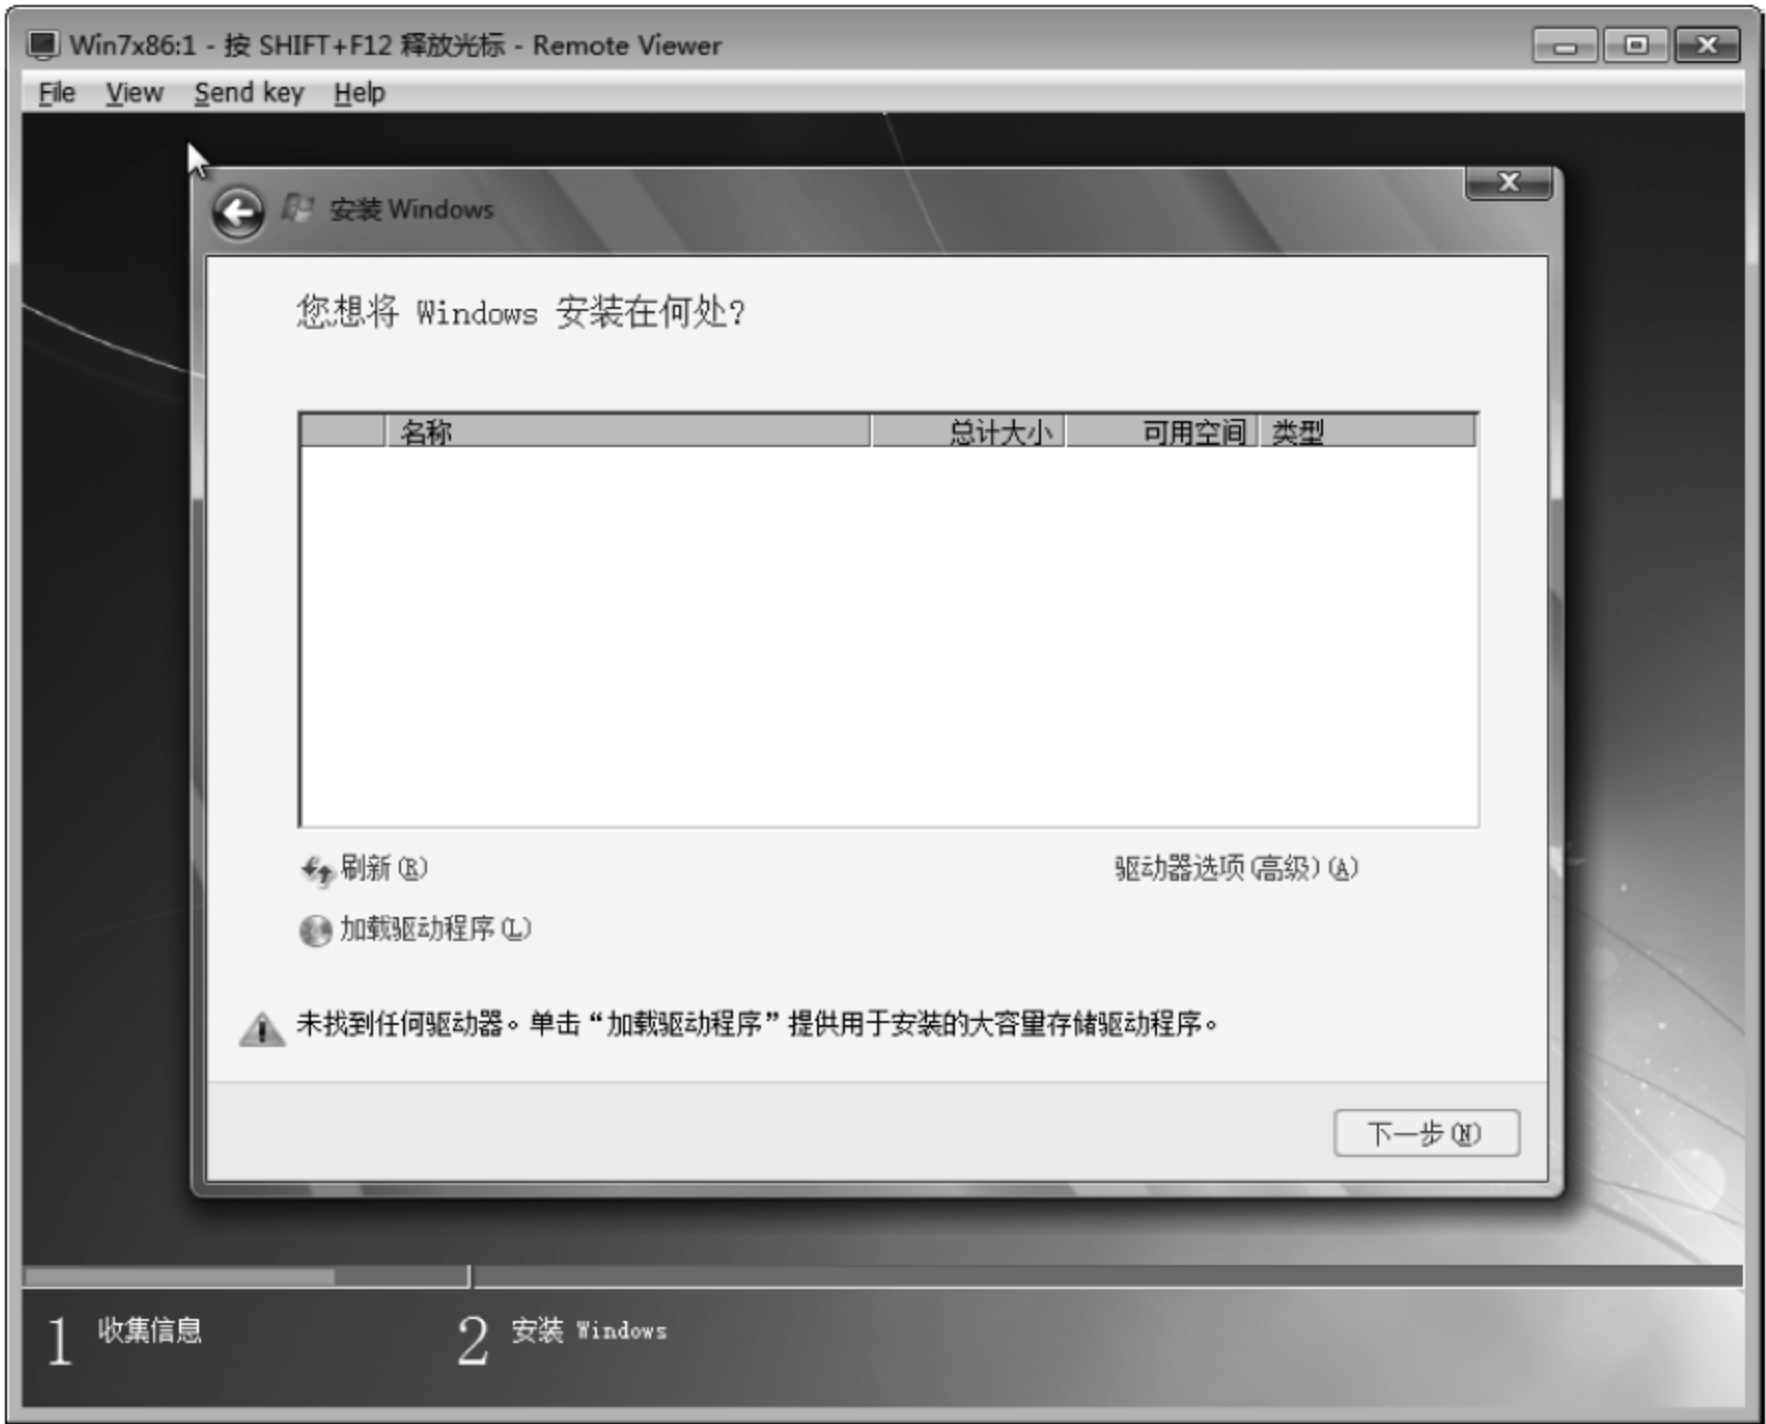 Win7x86:1 - 按 SHIFT+F12 释放光标 - Remote Viewer
File View Send key Help
安装 Windows
您想将 Windows 安装在何处?
名称 总计大小 可用空间 类型
刷新(R) 驱动器选项(高级)(A)
加载驱动程序(L)
未找到任何驱动器。单击“加载驱动程序”提供用于安装的大容量存储驱动程序。
下一步(N)
1 收集信息 2 安装 Windows